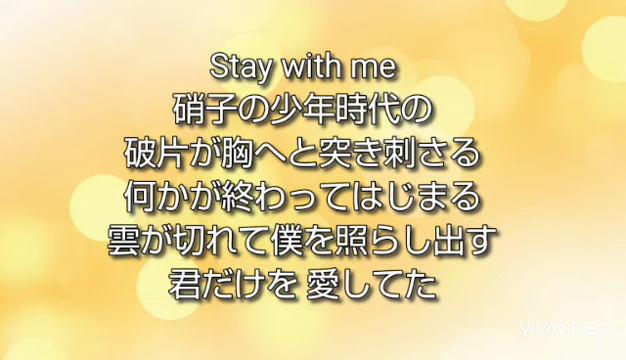 Stay with me
硝子の少年時代の
破片が胸へと突き刺さる
何かが終わってはじまる
雲が切れて僕を照らし出す
君だけを 愛してた
VIVAVIDEO